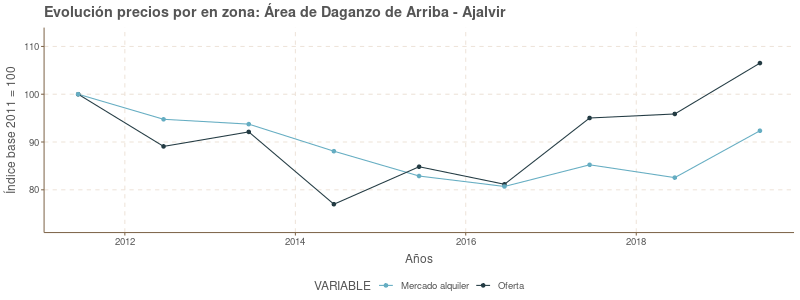 Evolución precios por en zona: Área de Daganzo de Arriba - Ajalvir
Índice base 2011 = 100
110
100
90
80
2012
2014
2016
2018
Años
VARIABLE
Mercado alquiler
Oferta